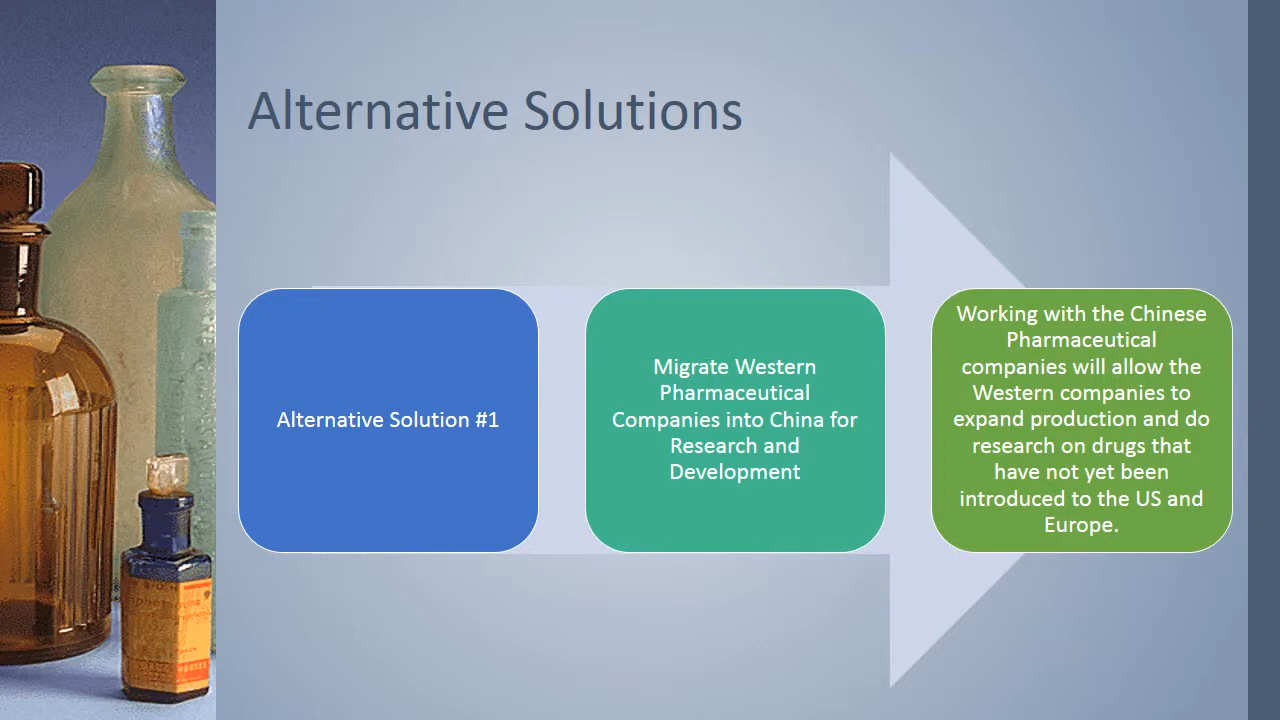 Alternative Solutions
Alternative Solution #1
Migrate Western
Pharmaceutical
Companies into China for
Research and
Development
Working with the Chinese
Pharmaceutical
companies will allow the
Western companies to
expand production and do
research on drugs that
have not yet been
introduced to the US and
Europe.